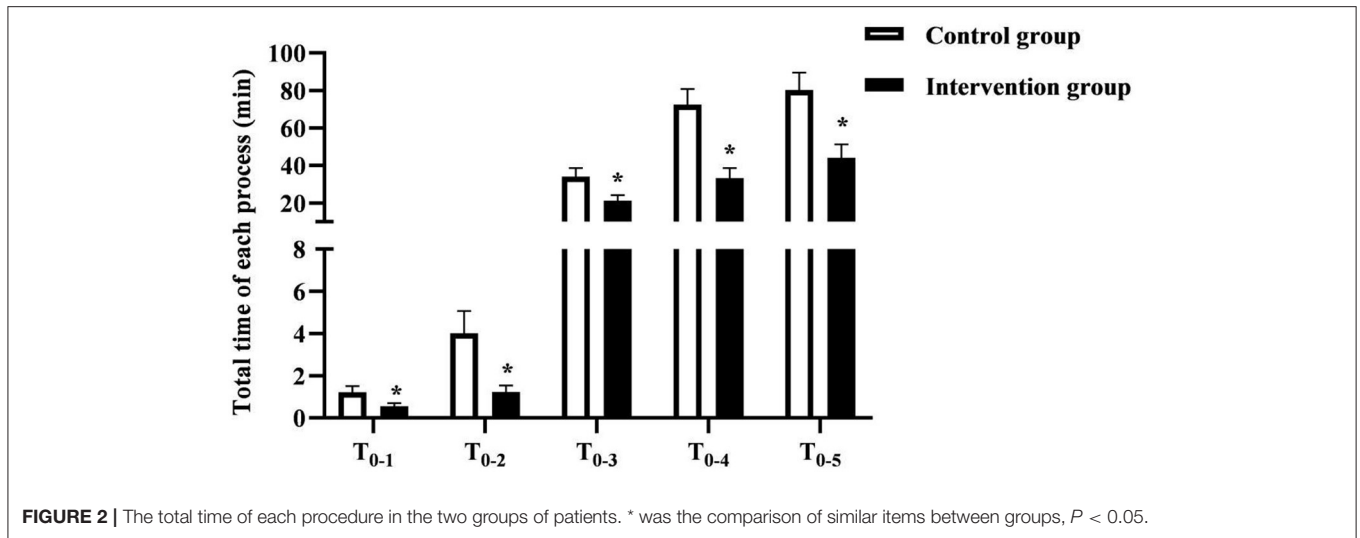 Control group
Intervention group
Total time of each process (min)
100
80
60
40
20
8
6
4
2
0
*
*
*
*
*
T0-1
T0-2
T0-3
T0-4
T0-5
FIGURE 2 | The total time of each procedure in the two groups of patients. * was the comparison of similar items between groups, P < 0.05.